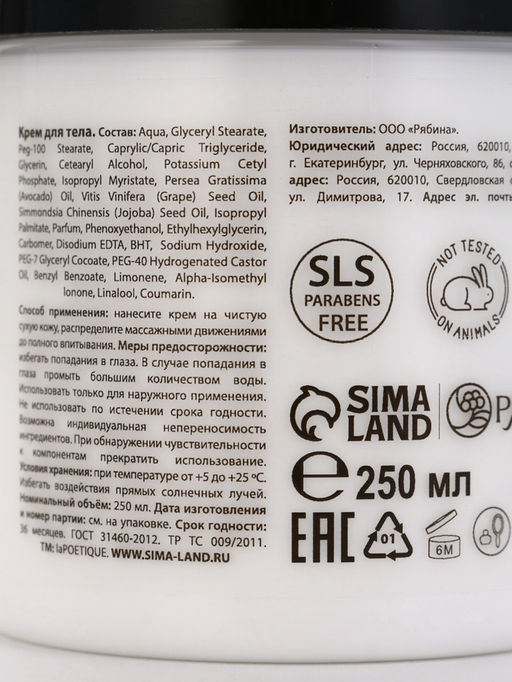 Крем для тела. Состав: Aqua, Glyceryl Stearate,
Peg-100 Stearate, Caprylic/Capric Triglyceride,
Glycerin, Cetearyl Alcohol, Potassium Cetyl
Phosphate, Isopropyl Myristate, Persea Gratissima
(Avocado) Oil, Vitis Vinifera (Grape) Seed Oil,
Simmondsia Chinensis (Jojoba) Seed Oil, Isopropyl
Palmitate, Parfum, Phenoxyethanol, Ethylhexylglycerin,
Carbomer, Disodium EDTA, BHT, Sodium Hydroxide,
PEG-7 Glyceryl Cocoate, PEG-40 Hydrogenated Castor
Oil, Benzyl Benzoate, Limonene, Alpha-Isomethyl
Ionone, Linalool, Coumarin.
Способ применения: нанесите крем на чистую
сухую кожу, распределите массажными движениями
до полного впитывания. Меры предосторожности:
избегать попадания в глаза. В случае попадания в
глаза промыть большим количеством воды.
Использовать только для наружного применения.
Не использовать по истечении срока годности.
Возможна индивидуальная непереносимость
ингредиентов. При обнаружении чувствительности
к компонентам прекратить использование.
Условия хранения: при температуре от +5 до +25 ºС.
Избегать воздействия прямых солнечных лучей.
Номинальный объём: 250 мл. Дата изготовления
и номер партии: см. на упаковке. Срок годности:
36 месяцев. ГОСТ 31460-2012. ТР ТС 009/2011.
ТМ: laPOETIQUE. WWW.SIMA-LAND.RU
Изготовитель: ООО «Рябина».
Юридический адрес: Россия, 620010,
г. Екатеринбург, ул. Черняховского, 86,
адрес: Россия, 620010, Свердловская
ул. Димитрова, 17. Адрес эл.
SLS
PARABENS
FREE
NOT TESTED
ON ANIMALS
SIMA
LAND
℮ 250 мл
EAC
01
6M